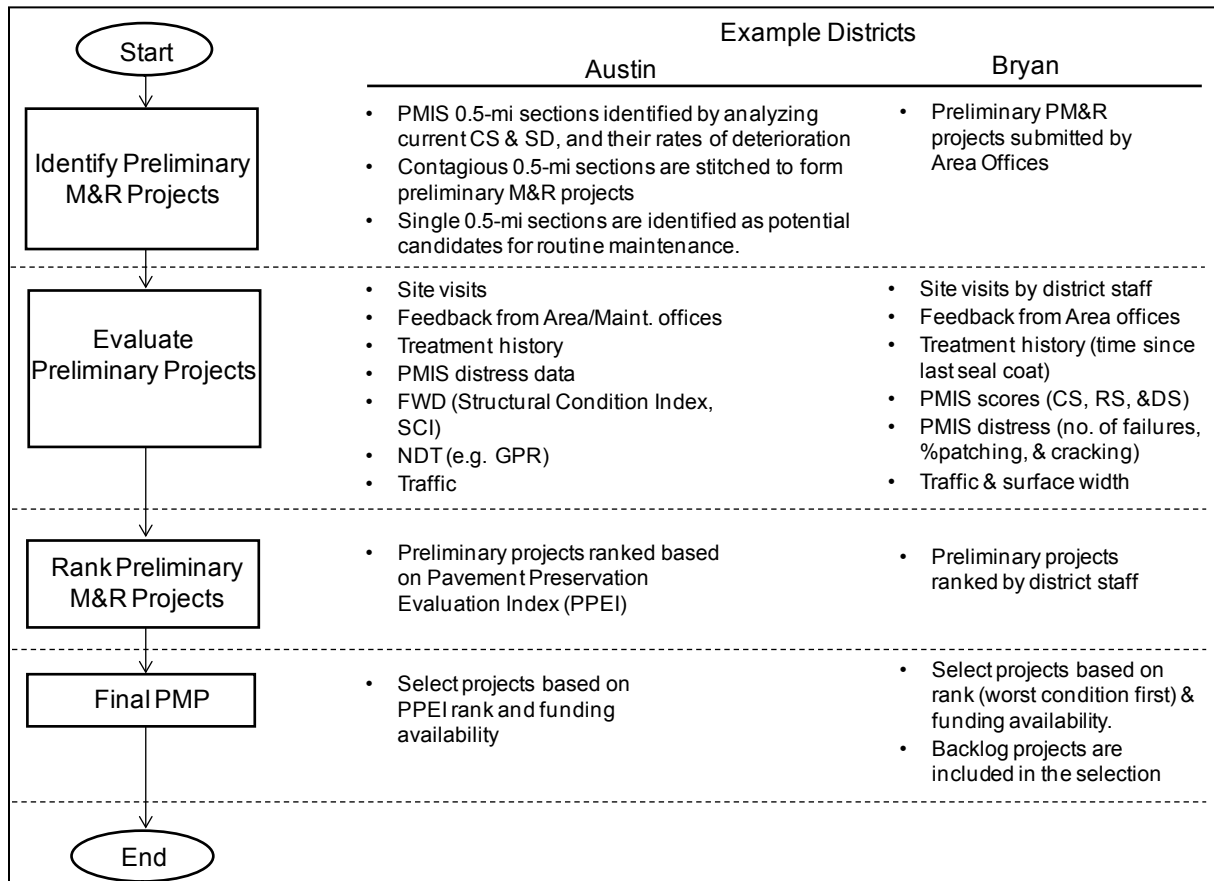 Start
Example Districts
Austin
Bryan
Identify Preliminary
M&R Projects
• PMIS 0.5-mi sections identified by analyzing
current CS & SD, and their rates of deterioration
• Contagious 0.5-mi sections are stitched to form
preliminary M&R projects
• Single 0.5-mi sections are identified as potential
candidates for routine maintenance.
• Preliminary PM&R
projects submitted by
Area Offices
Evaluate
Preliminary Projects
• Site visits
• Feedback from Area/Maint. offices
• Treatment history
• PMIS distress data
• FWD (Structural Condition Index,
SCI)
• NDT (e.g. GPR)
• Traffic
• Site visits by district staff
• Feedback from Area offices
• Treatment history (time since
last seal coat)
• PMIS scores (CS, RS, &DS)
• PMIS distress (no. of failures,
%patching, & cracking)
• Traffic & surface width
Rank Preliminary
M&R Projects
• Preliminary projects ranked based
on Pavement Preservation
Evaluation Index (PPEI)
• Preliminary projects
ranked by district staff
Final PMP
• Select projects based on
PPEI rank and funding
availability
• Select projects based on
rank (worst condition first) &
funding availability.
• Backlog projects are
included in the selection
End